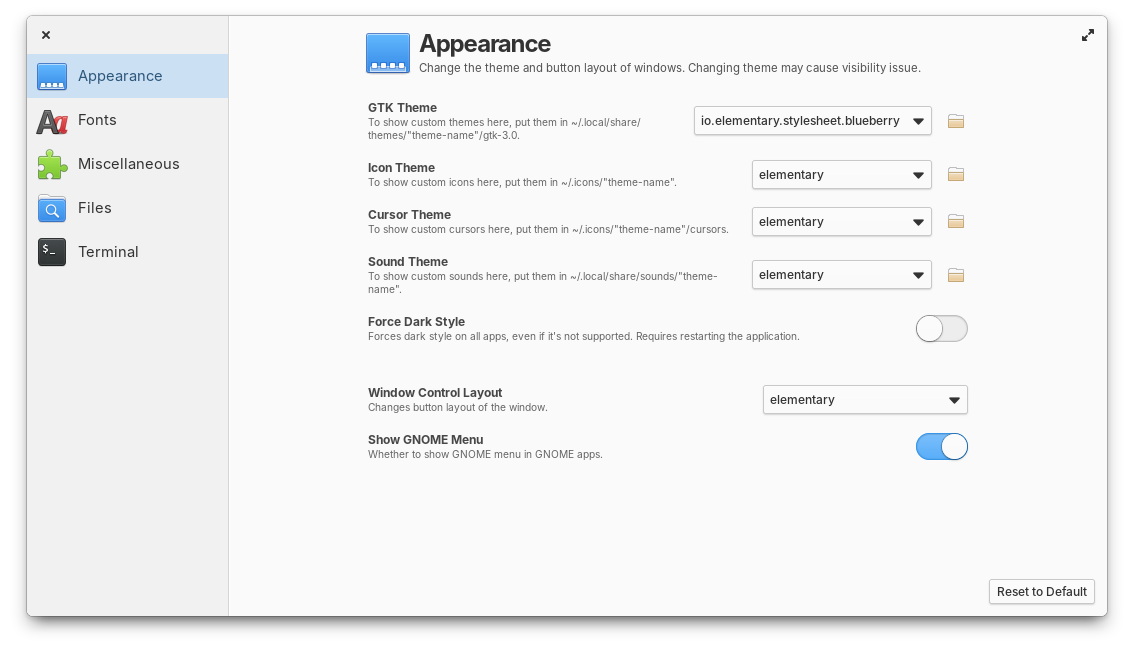 Appearance
Fonts
Miscellaneous
Files
$_
Terminal
Appearance
Change the theme and button layout of windows. Changing theme may cause visibility issue.
GTK Theme
To show custom themes here, put them in ~/.local/share/
themes/"theme-name"/gtk-3.0.
io.elementary.stylesheet.blueberry
Icon Theme
To show custom icons here, put them in ~/.icons/"theme-name".
elementary
Cursor Theme
To show custom cursors here, put them in ~/.icons/"theme-name"/cursors.
elementary
Sound Theme
To show custom sounds here, put them in ~/.local/share/sounds/"theme-
name".
elementary
Force Dark Style
Forces dark style on all apps, even if it's not supported. Requires restarting the application.
Window Control Layout
Changes button layout of the window.
elementary
Show GNOME Menu
Whether to show GNOME menu in GNOME apps.
Reset to Default